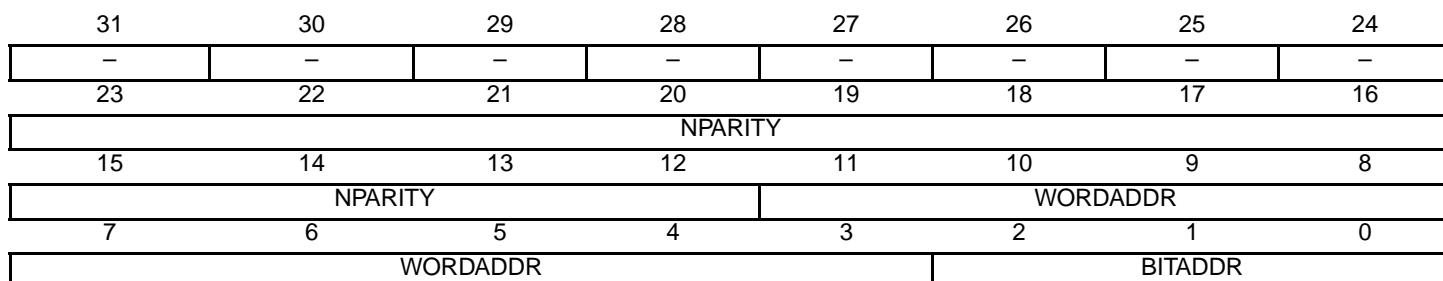 31 30 29 28 27 26 25 24
– – – – – – – –
23 22 21 20 19 18 17 16
NPARITY
15 14 13 12 11 10 9 8
NPARITY WORDADDR
7 6 5 4 3 2 1 0
WORDADDR BITADDR